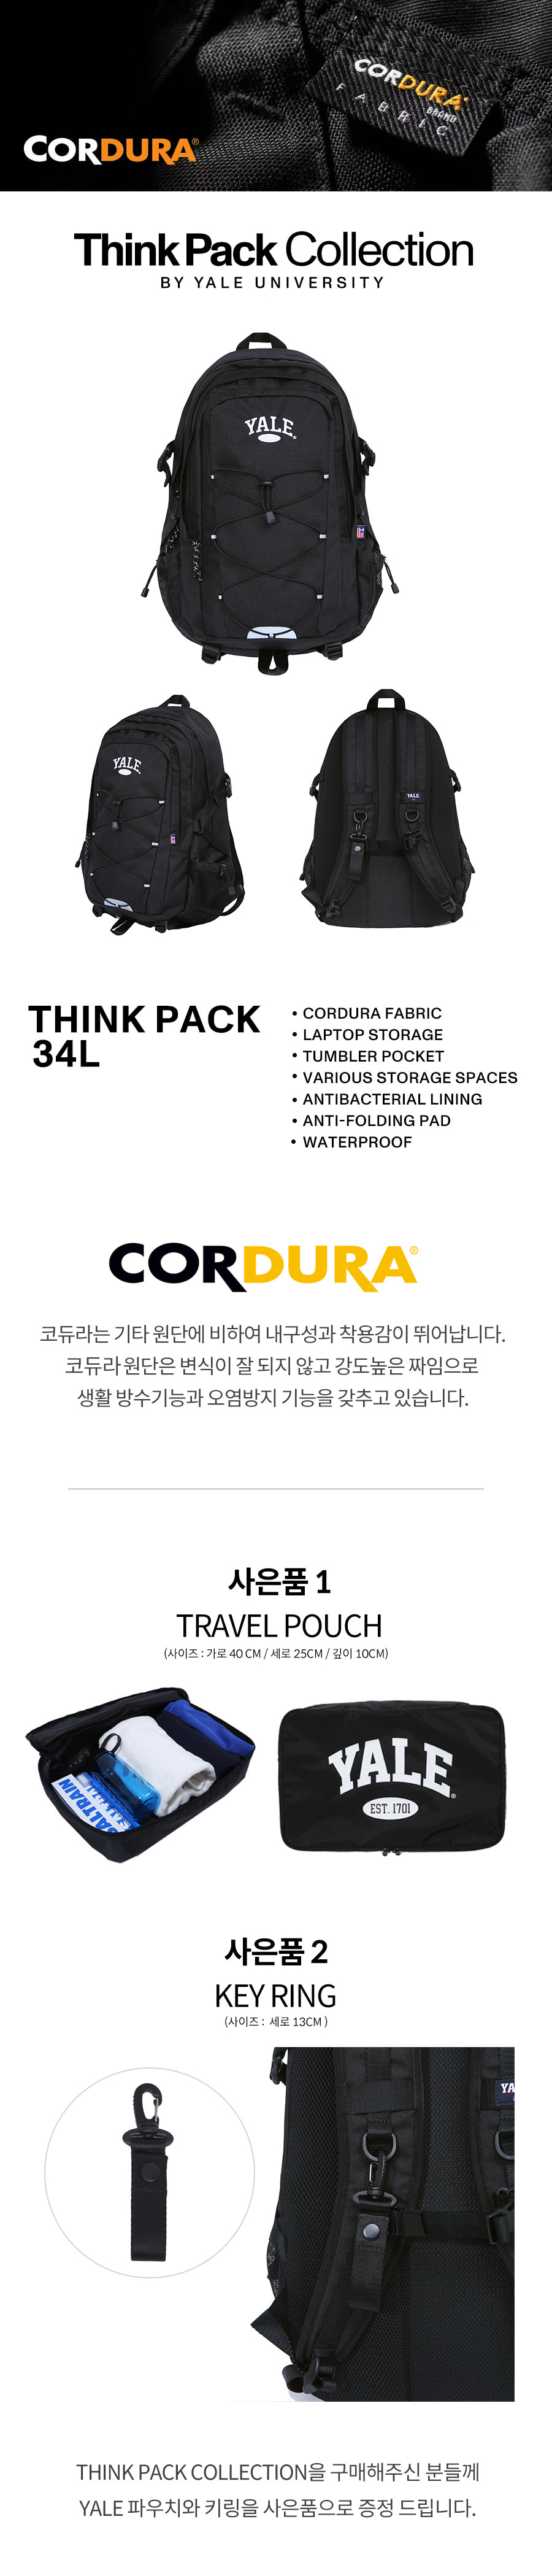 CORDURA
BRAND
FABRIC
CORDURA®
Think Pack Collection
BY YALE UNIVERSITY
YALE
YALE
YALE
THINK PACK
34L
• CORDURA FABRIC
• LAPTOP STORAGE
• TUMBLER POCKET
• VARIOUS STORAGE SPACES
• ANTIBACTERIAL LINING
• ANTI-FOLDING PAD
• WATERPROOF
CORDURA®
코듀라는 기타 원단에 비하여 내구성과 착용감이 뛰어납니다.
코듀라 원단은 변식이 잘 되지 않고 강도높은 짜임으로
생활 방수기능과 오염방지 기능을 갖추고 있습니다.
사은품 1
TRAVEL POUCH
(사이즈 : 가로 40 CM / 세로 25CM / 깊이 10CM)
YALE
EST. 1701
사은품 2
KEY RING
(사이즈 : 세로 13CM )
YA
THINK PACK COLLECTION을 구매해주신 분들께
YALE 파우치와 키링을 사은품으로 증정 드립니다.